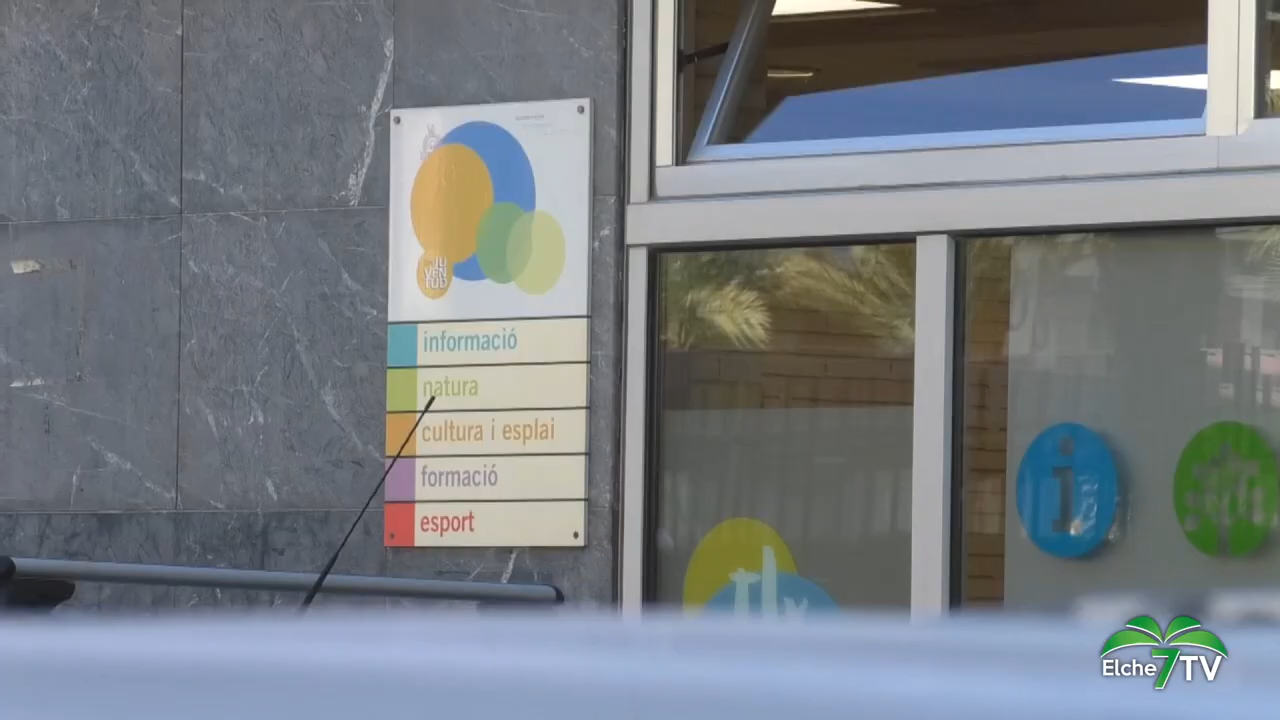 JU
VEN
TUD
informació
natura
cultura i esplai
formació
esport
i
Elche 7 TV